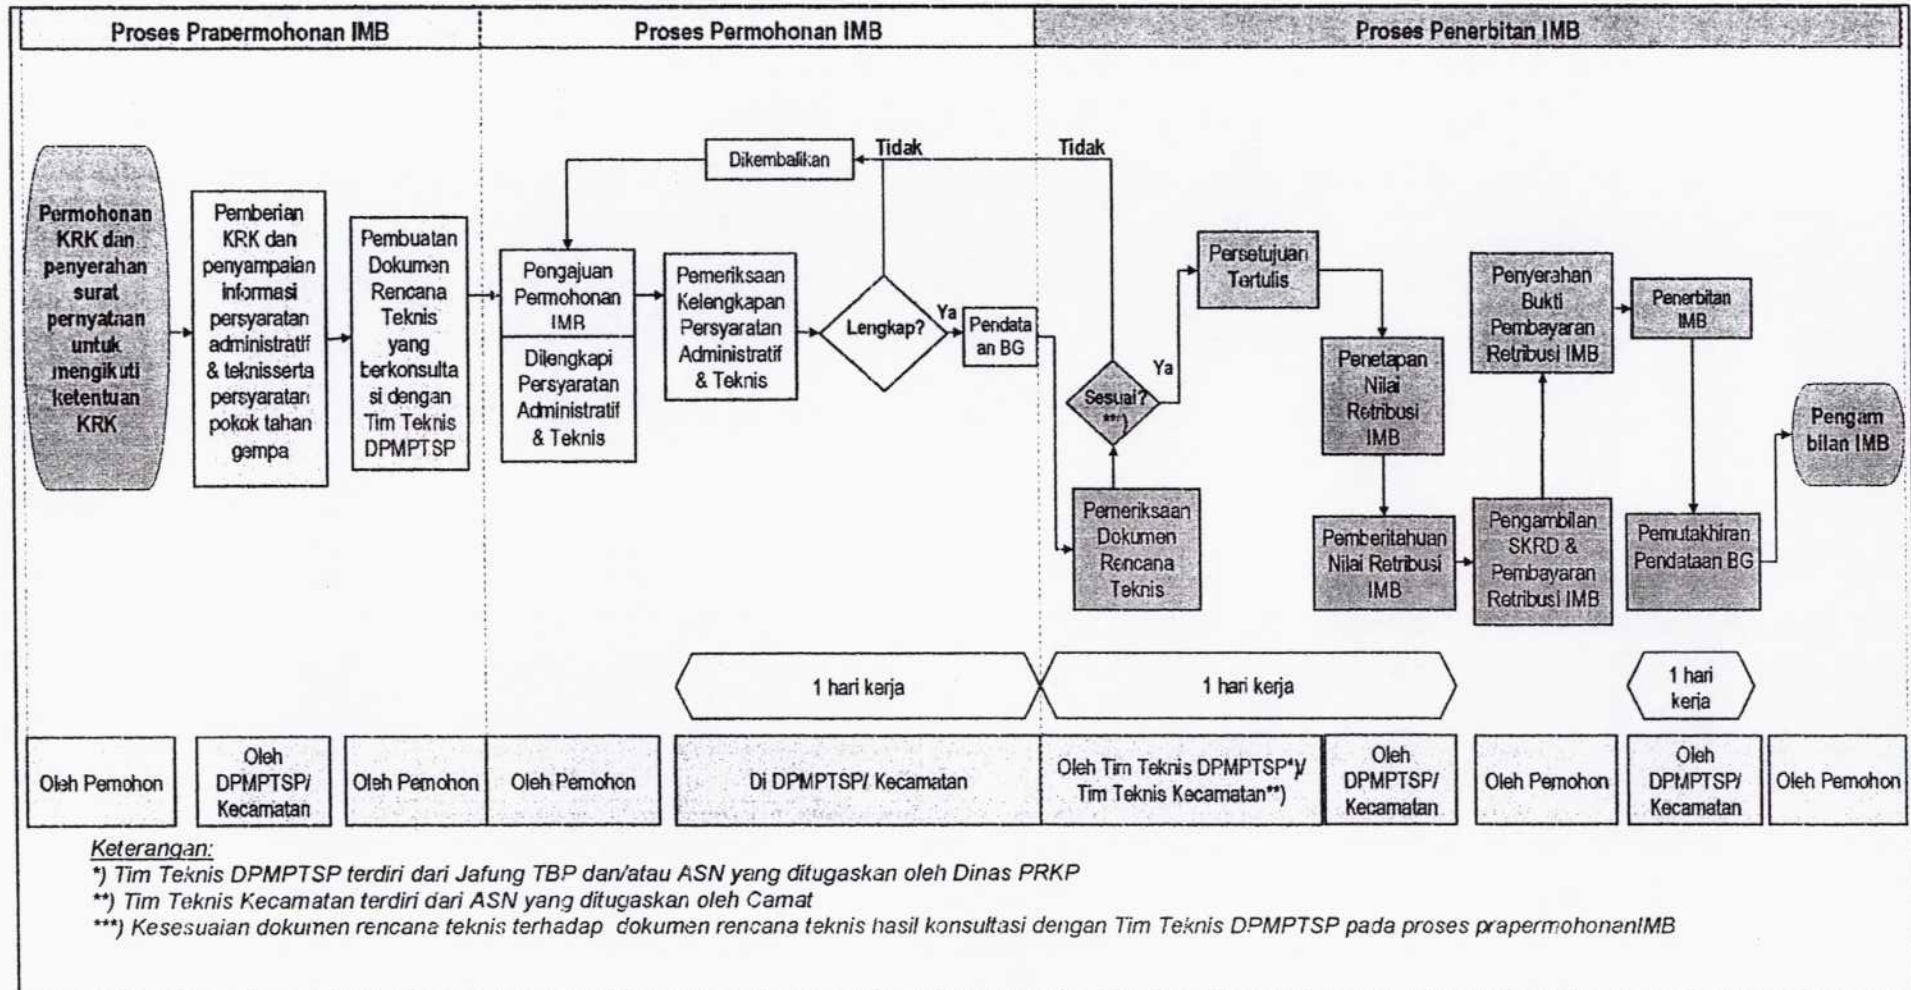 Proses Prapermohonan IMB
Proses Permohonan IMB
Proses Penerbitan IMB
Permohonan
KRK dan
penyerahan
surat
pernyataan
untuk
mengikuti
ketentuan
KRK
Pemberian
KRK dan
penyampaian
informasi
persyaratan
administratif
& teknisserta
persyaratan
pokok tahan
gempa
Pembuatan
Dokumen
Rencana
Teknis
yang
berkonsulta
si dengan
Tim Teknis
DPMPTSP
Dikembalikan
Tidak
Tidak
Pengajuan
Permohonan
IMB
Dilengkapi
Persyaratan
Administratif
& Teknis
Pemeriksaan
Kelengkapan
Persyaratan
Administratif
& Teknis
Lengkap?
Ya
Pendata
an BG
Sesuai?
***)
Ya
Pemeriksaan
Dokumen
Rencana
Teknis
Persetujuan
Tertulis
Penetapan
Nilai
Retribusi
IMB
Pemberitahuan
Nilai Retribusi
IMB
Penyerahan
Bukti
Pembayaran
Retribusi IMB
Pengambilan
SKRD &
Pembayaran
Retribusi IMB
Penerbitan
IMB
Pemutakhiran
Pendataan BG
Pengam
bilan IMB
1 hari kerja
1 hari kerja
1 hari
kerja
Oleh Pemohon
Oleh
DPMPTSP/
Kecamatan
Oleh Pemohon
Oleh Pemohon
Di DPMPTSP/ Kecamatan
Oleh Tim Teknis DPMPTSP*)/
Tim Teknis Kecamatan**)
Oleh
DPMPTSP/
Kecamatan
Oleh Pemohon
Oleh
DPMPTSP/
Kecamatan
Oleh Pemohon
Keterangan:
*) Tim Teknis DPMPTSP terdiri dari Jafung TBP dan/atau ASN yang ditugaskan oleh Dinas PRKP
**) Tim Teknis Kecamatan terdiri dari ASN yang ditugaskan oleh Camat
***) Kesesuaian dokumen rencana teknis terhadap dokumen rencana teknis hasil konsultasi dengan Tim Teknis DPMPTSP pada proses prapermohonanIMB